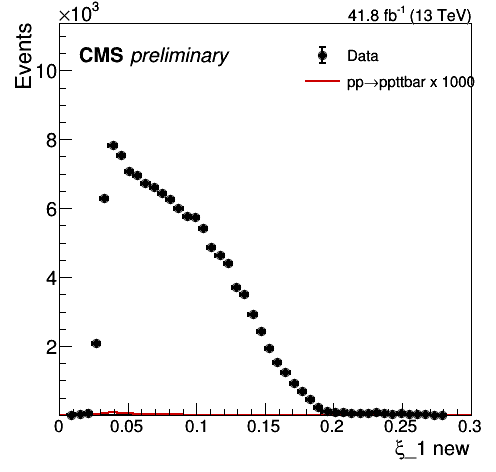 ×10³
41.8 fb⁻¹ (13 TeV)
Events
CMS preliminary
Data
pp→ppttbar x 1000
10
8
6
4
2
0 0.05 0.1 0.15 0.2 0.25 0.3
ξ_1 new